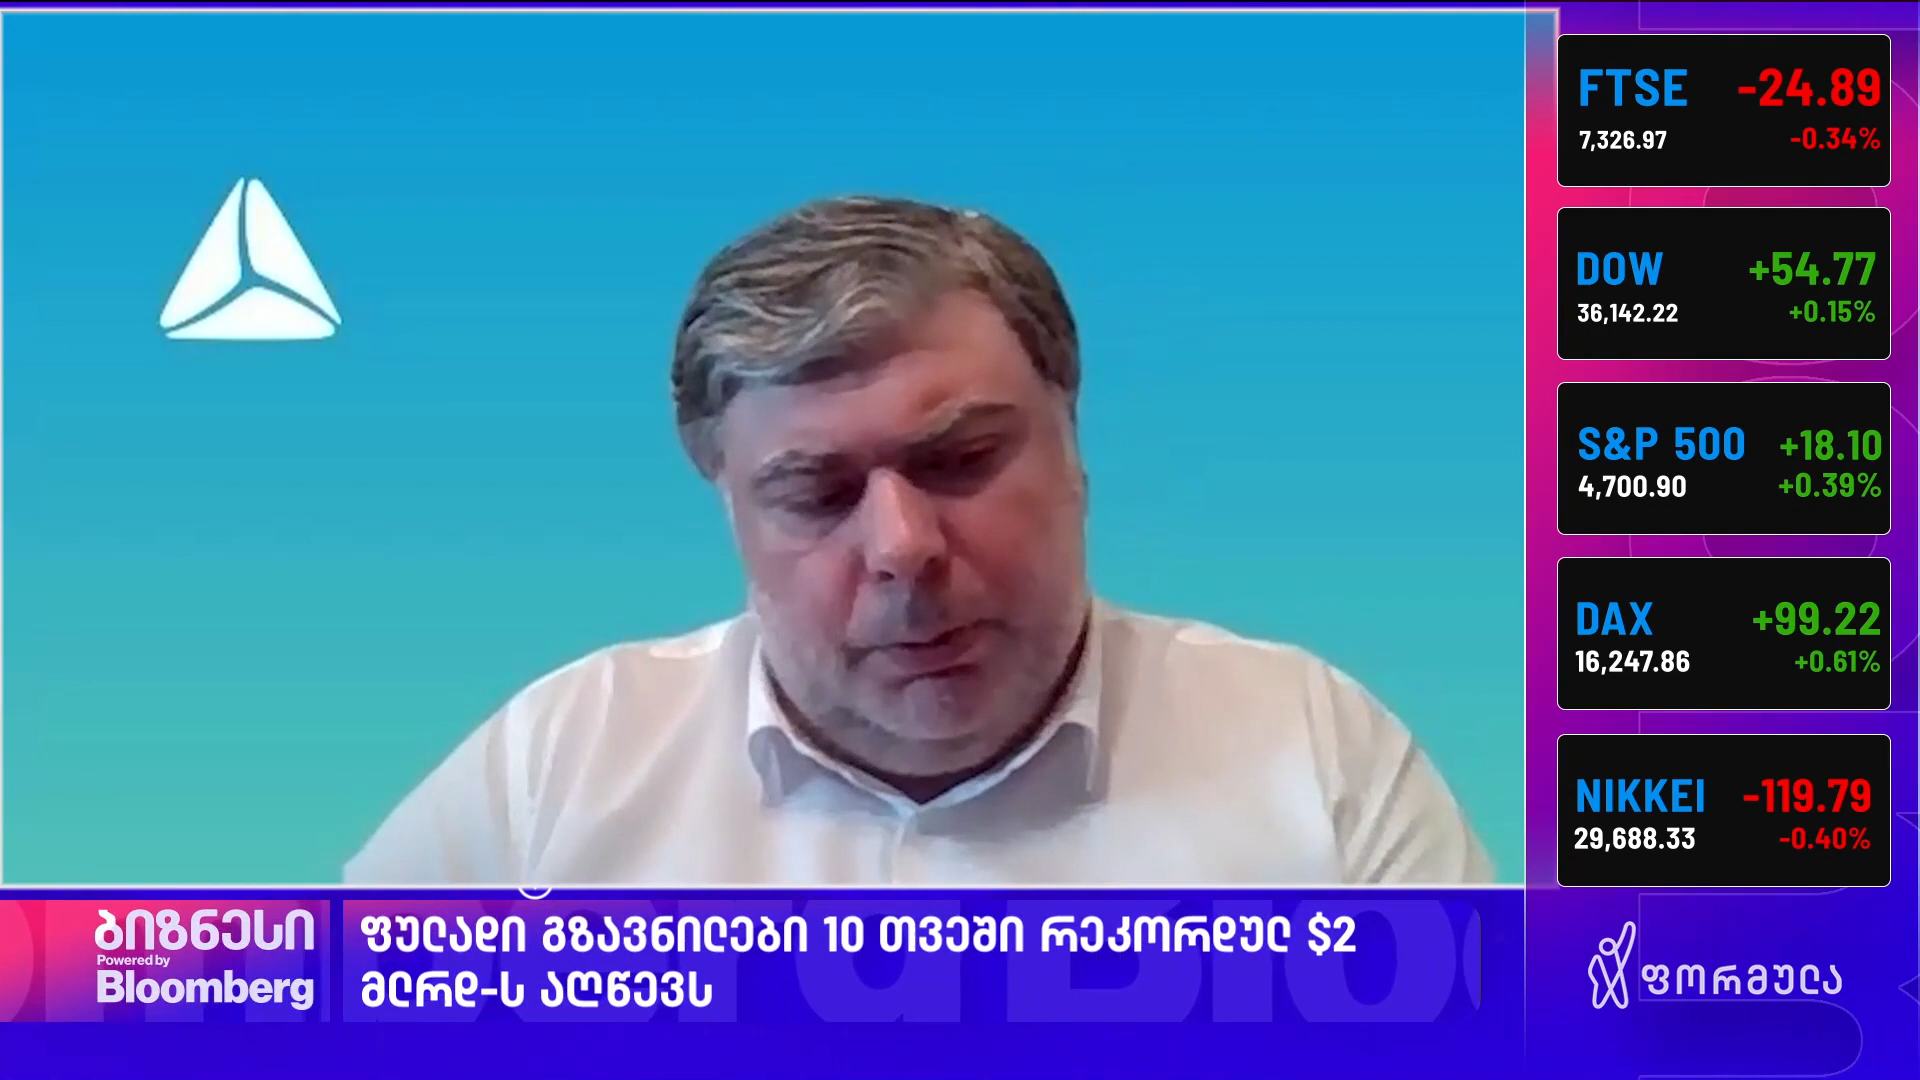 FTSE -24.89
7,326.97 -0.34%
DOW +54.77
36,142.22 +0.15%
S&P 500 +18.10
4,700.90 +0.39%
DAX +99.22
16,247.86 +0.61%
NIKKEI -119.79
29,688.33 -0.40%
ბიზნესი
Powered by
Bloomberg
ფულადი გზავნილები 10 თვეში რეკორდულ $2
მლრდ-ს აღწევს
ფორმულა